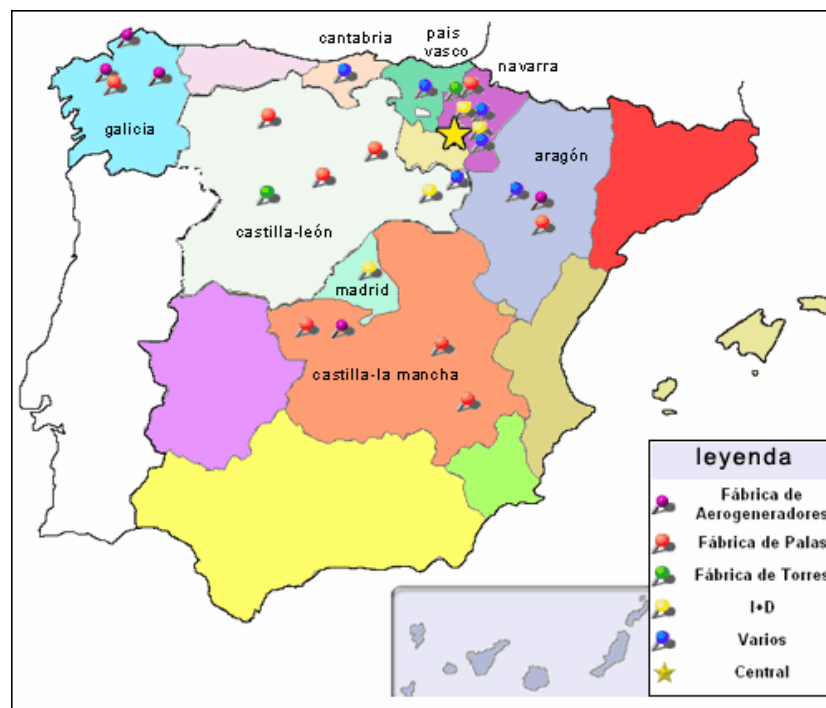 cantabria
pais
vasco
navarra
galicia
aragón
castilla-león
madrid
castilla-la mancha
leyenda
Fábrica de
Aerogeneradores
Fábrica de Palas
Fábrica de Torres
I+D
Varios
Central